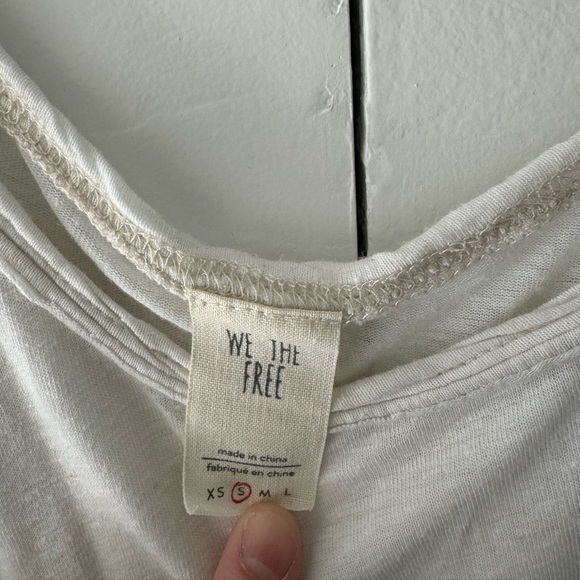 WE THE
FREE
made in china
fabriqué en chine
XS S M L